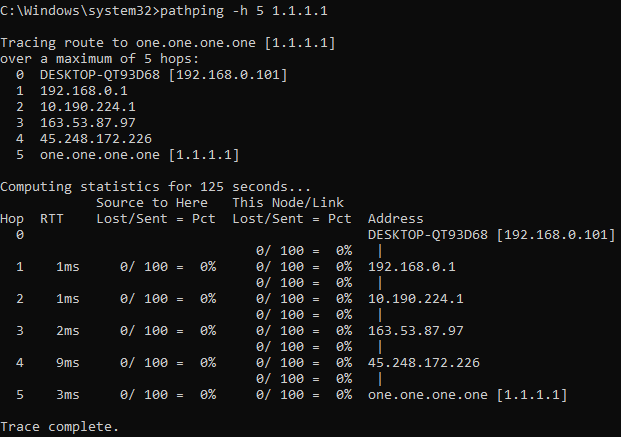 C:\Windows\system32>pathping -h 5 1.1.1.1
Tracing route to one.one.one.one [1.1.1.1]
over a maximum of 5 hops:
  0  DESKTOP-QT93D68 [192.168.0.101]
  1  192.168.0.1
  2  10.190.224.1
  3  163.53.87.97
  4  45.248.172.226
  5  one.one.one.one [1.1.1.1]
Computing statistics for 125 seconds...
            Source to Here   This Node/Link
Hop  RTT    Lost/Sent = Pct  Lost/Sent = Pct  Address
  0                                           DESKTOP-QT93D68 [192.168.0.101]
                                0/ 100 =  0%   |
  1    1ms     0/ 100 =  0%     0/ 100 =  0%  192.168.0.1
                                0/ 100 =  0%   |
  2    1ms     0/ 100 =  0%     0/ 100 =  0%  10.190.224.1
                                0/ 100 =  0%   |
  3    2ms     0/ 100 =  0%     0/ 100 =  0%  163.53.87.97
                                0/ 100 =  0%   |
  4    9ms     0/ 100 =  0%     0/ 100 =  0%  45.248.172.226
                                0/ 100 =  0%   |
  5    3ms     0/ 100 =  0%     0/ 100 =  0%  one.one.one.one [1.1.1.1]
Trace complete.